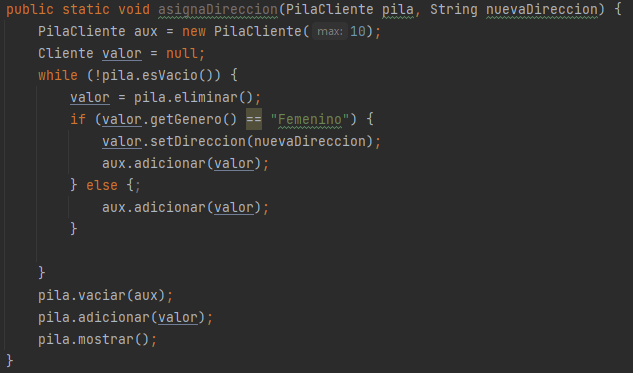 public static void asignaDireccion(PilaCliente pila, String nuevaDireccion) {
    PilaCliente aux = new PilaCliente( max: 10);
    Cliente valor = null;
    while (!pila.esVacio()) {
        valor = pila.eliminar();
        if (valor.getGenero() == "Femenino") {
            valor.setDireccion(nuevaDireccion);
            aux.adicionar(valor);
        } else {;
            aux.adicionar(valor);
        }

    }
    pila.vaciar(aux);
    pila.adicionar(valor);
    pila.mostrar();
}